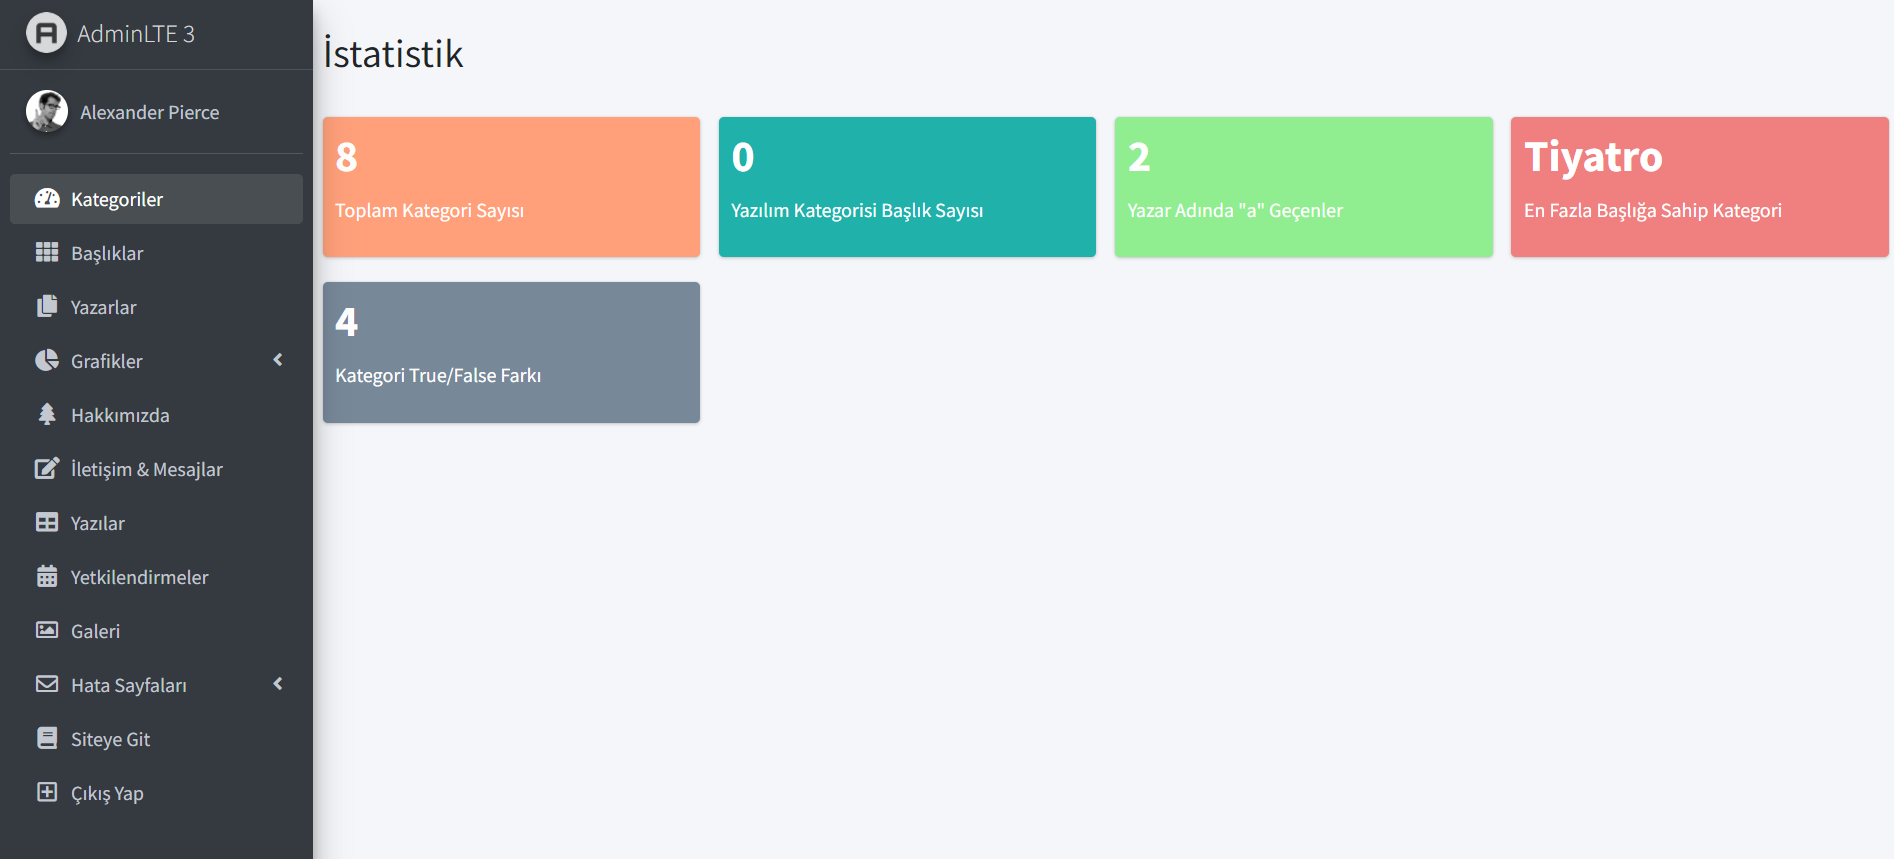 AdminLTE 3
Alexander Pierce
Kategoriler
Başlıklar
Yazarlar
Grafikler
Hakkımızda
İletişim & Mesajlar
Yazılar
Yetkilendirmeler
Galeri
Hata Sayfaları
Siteye Git
Çıkış Yap
İstatistik
8
Toplam Kategori Sayısı
0
Yazılım Kategorisi Başlık Sayısı
2
Yazar Adında "a" Geçenler
Tiyatro
En Fazla Başlığa Sahip Kategori
4
Kategori True/False Farkı